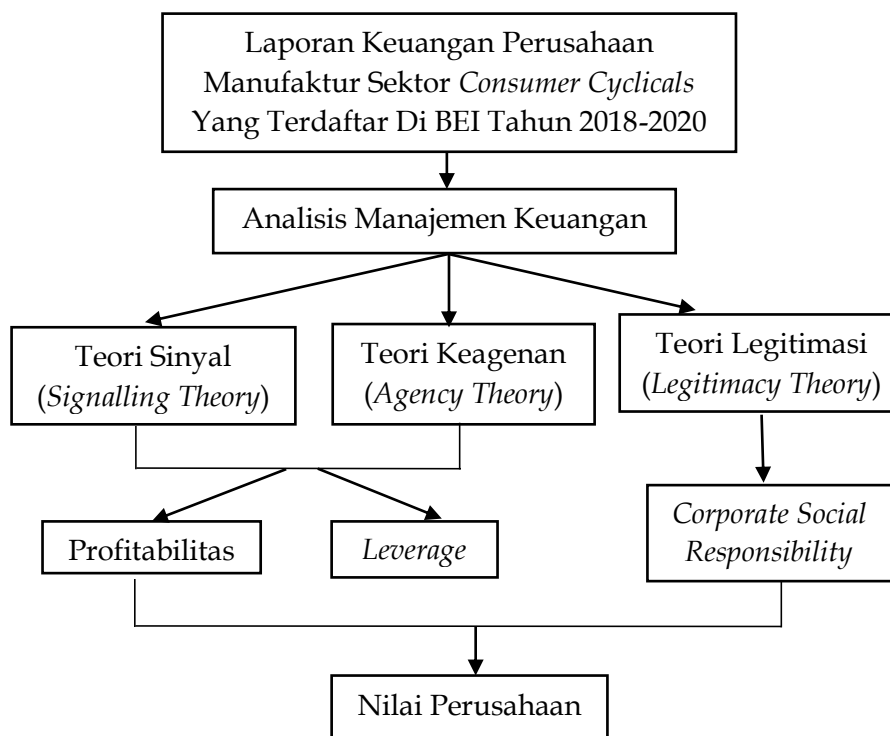 Laporan Keuangan Perusahaan
Manufaktur Sektor Consumer Cyclicals
Yang Terdaftar Di BEI Tahun 2018-2020
Analisis Manajemen Keuangan
Teori Sinyal
(Signalling Theory)
Teori Keagenan
(Agency Theory)
Teori Legitimasi
(Legitimacy Theory)
Profitabilitas
Leverage
Corporate Social
Responsibility
Nilai Perusahaan